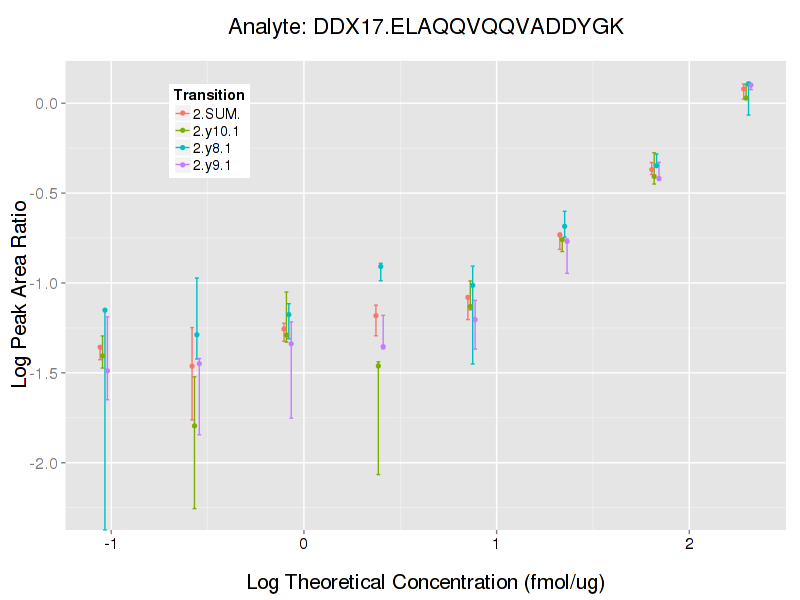 Analyte: DDX17.ELAQQVQQVADDYGK
Log Peak Area Ratio
0.0
-0.5
-1.0
-1.5
-2.0
Transition
2.SUM.
2.y10.1
2.y8.1
2.y9.1
-1
0
1
2
Log Theoretical Concentration (fmol/ug)